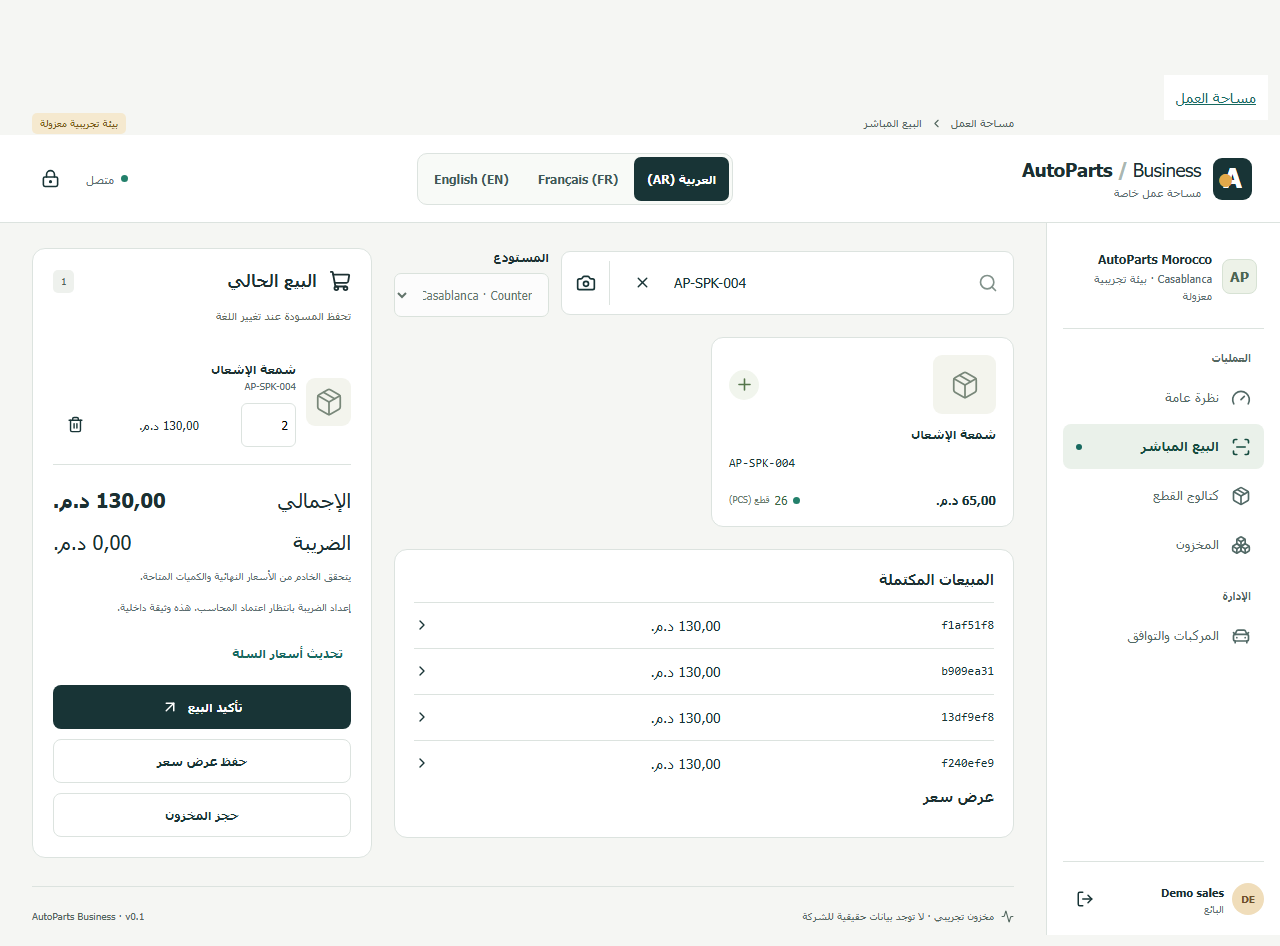 مساحة العمل
مساحة العمل
البيع المباشر
بيئة تجريبية معزولة
AutoParts / Business
مساحة عمل خاصة
العربية (AR)
Français (FR)
English (EN)
متصل
AP
AutoParts Morocco
Casablanca · بيئة تجريبية معزولة
العمليات
نظرة عامة
البيع المباشر
كتالوج القطع
المخزون
الإدارة
المركبات والتوافق
DE
Demo sales
البائع
AP-SPK-004
المستودع
Casablanca · Counter
شمعة الإشعال
AP-SPK-004
65,00 د.م.
26 قطع (PCS)
المبيعات المكتملة
f1af51f8
130,00 د.م.
b909ea31
130,00 د.م.
13df9ef8
130,00 د.م.
f240efe9
130,00 د.م.
عرض سعر
البيع الحالي
1
تحفظ المسودة عند تغيير اللغة
شمعة الإشعال
AP-SPK-004
2
130,00 د.م.
الإجمالي
130,00 د.م.
الضريبة
0,00 د.م.
يتحقق الخادم من الأسعار النهائية والكميات المتاحة.
إعداد الضريبة بانتظار اعتماد المحاسب. هذه وثيقة داخلية.
تحديث أسعار السلة
تأكيد البيع
حفظ عرض سعر
حجز المخزون
مخزون تجريبي · لا توجد بيانات حقيقية للشركة
AutoParts Business · v0.1